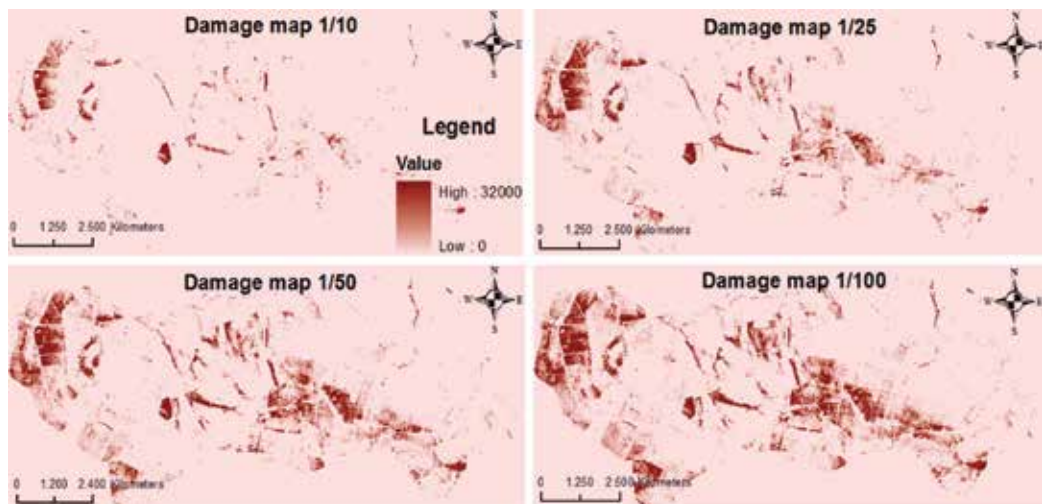 Damage map 1/10
N
W E
S
Legend
Value
High : 32000
Low : 0
0 1.250 2.500 Kilometers
Damage map 1/25
N
W E
S
0 1.250 2.500 Kilometers
Damage map 1/50
N
W E
S
0 1.200 2.400 Kilometers
Damage map 1/100
N
W E
S
0 1.250 2.500 Kilometers